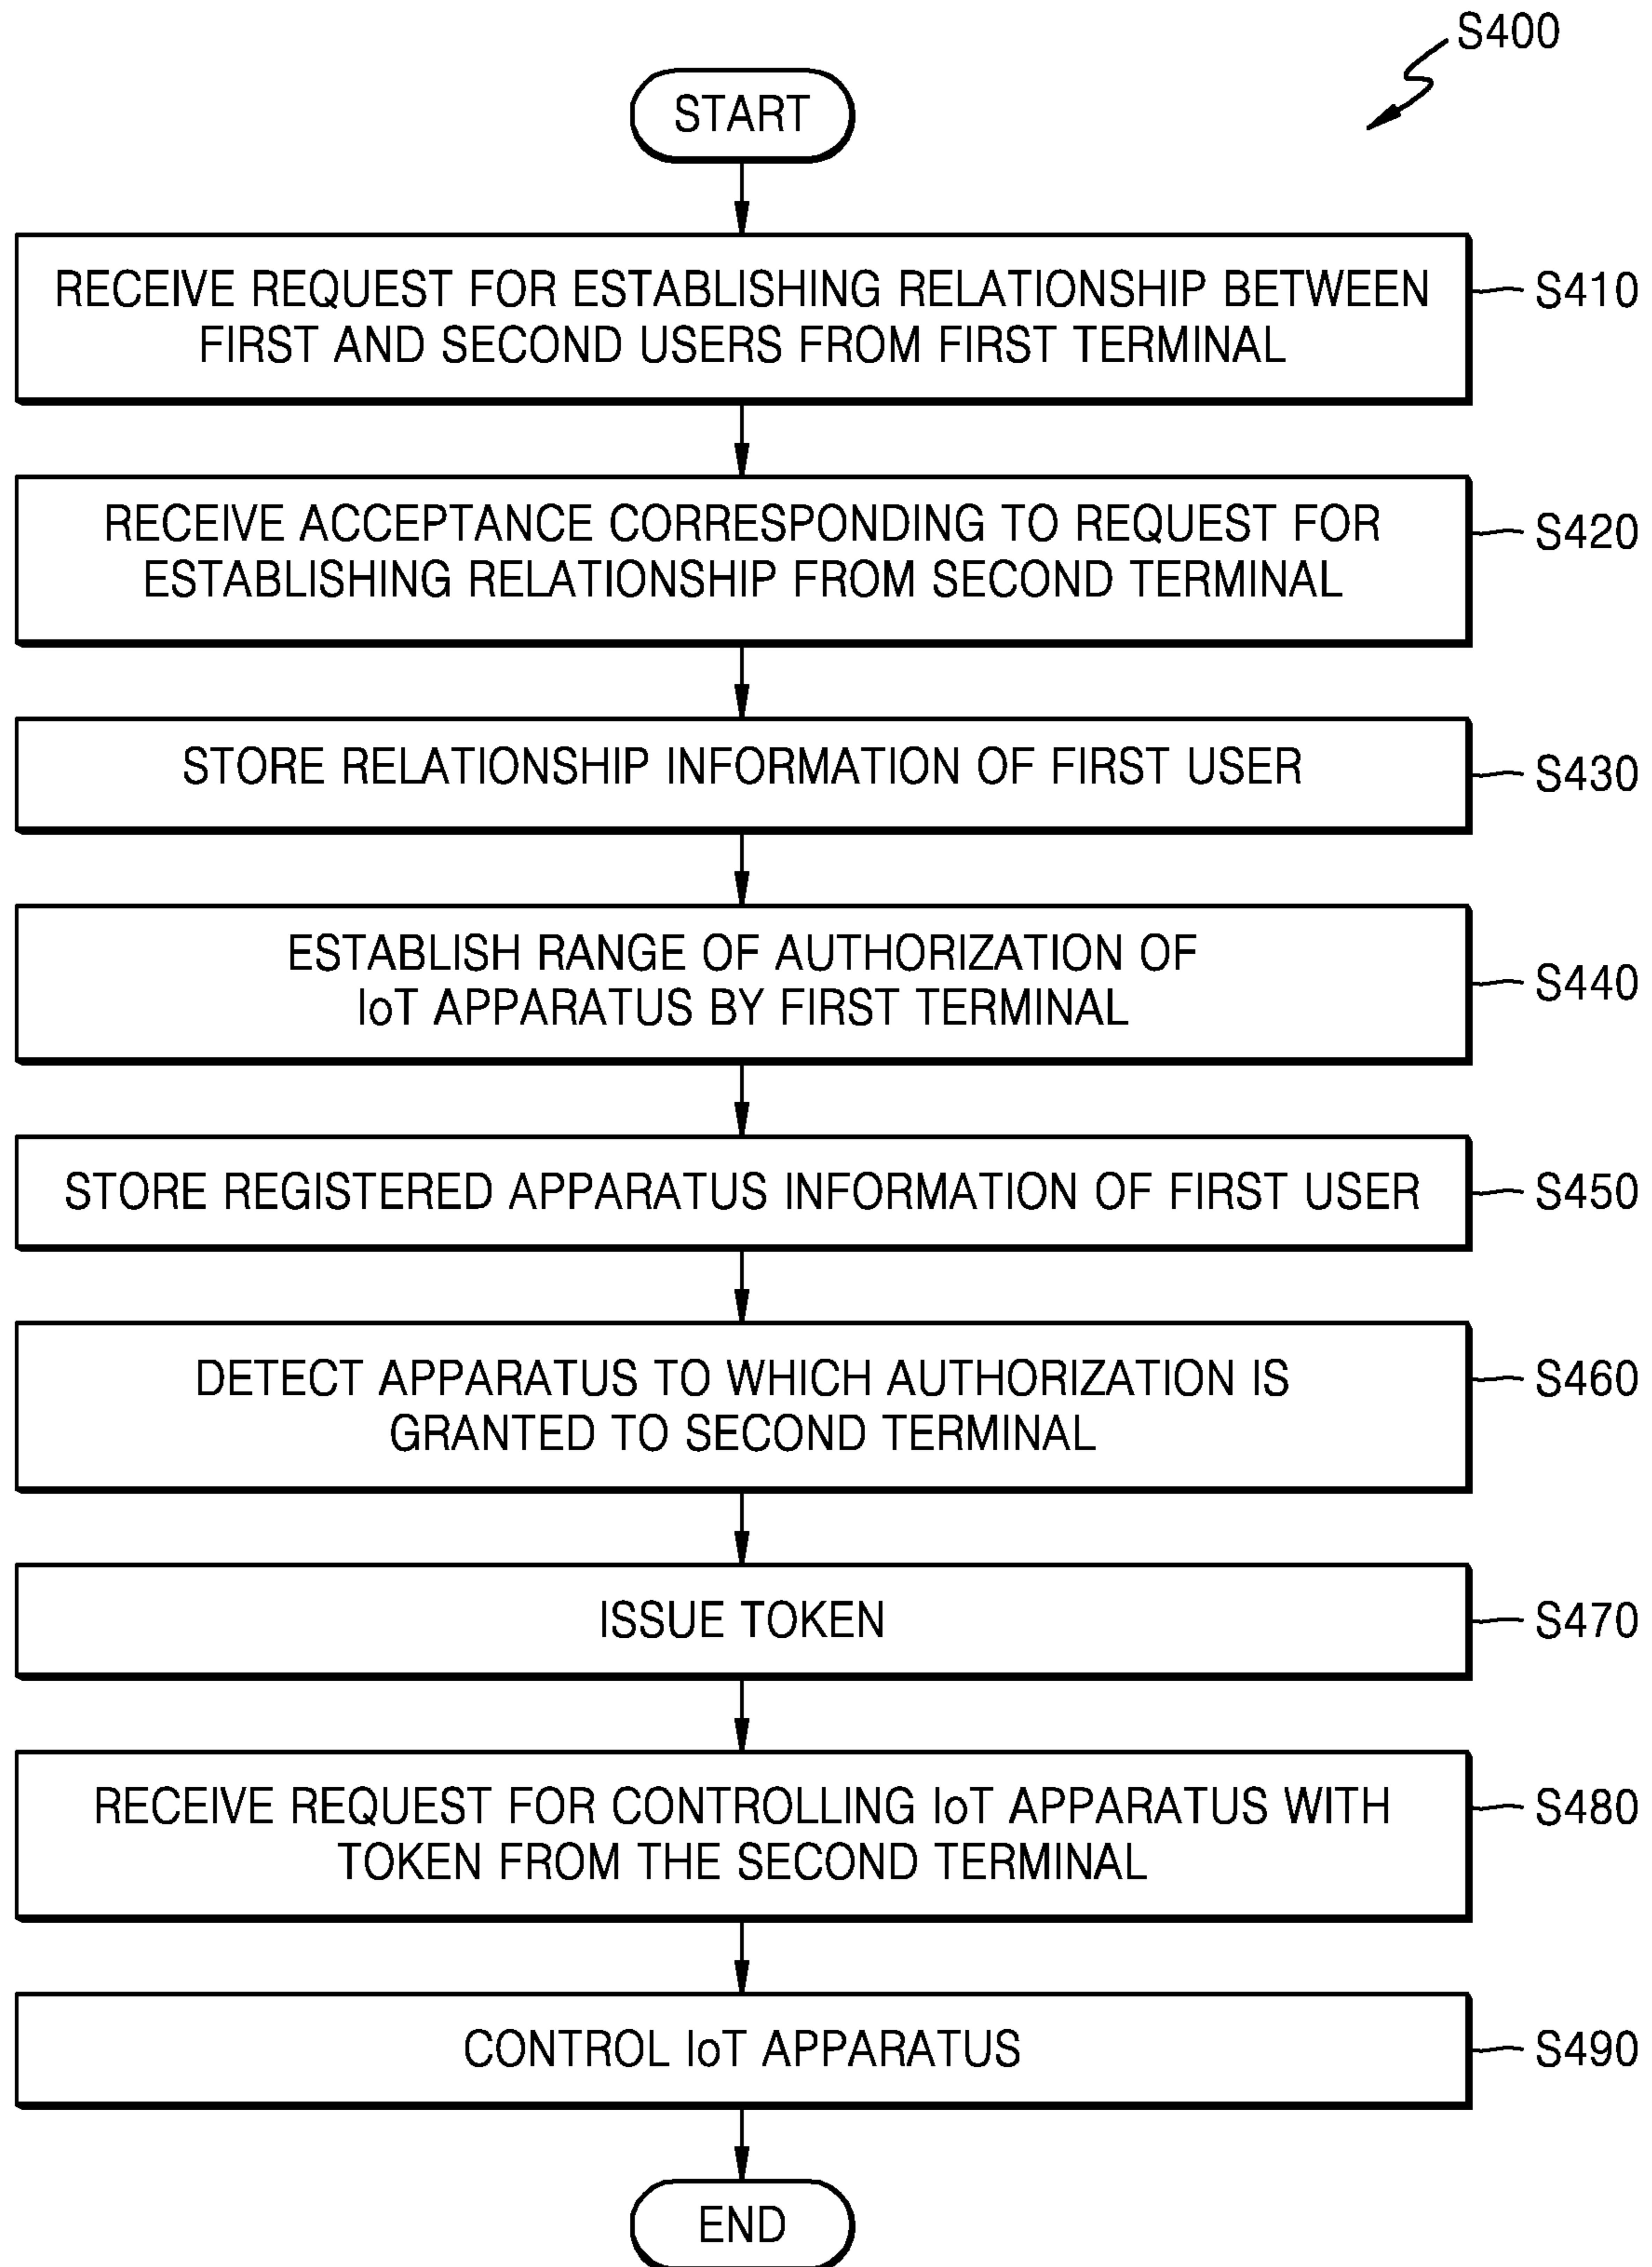 S400
START
RECEIVE REQUEST FOR ESTABLISHING RELATIONSHIP BETWEEN
FIRST AND SECOND USERS FROM FIRST TERMINAL
S410
RECEIVE ACCEPTANCE CORRESPONDING TO REQUEST FOR
ESTABLISHING RELATIONSHIP FROM SECOND TERMINAL
S420
STORE RELATIONSHIP INFORMATION OF FIRST USER
S430
ESTABLISH RANGE OF AUTHORIZATION OF
IoT APPARATUS BY FIRST TERMINAL
S440
STORE REGISTERED APPARATUS INFORMATION OF FIRST USER
S450
DETECT APPARATUS TO WHICH AUTHORIZATION IS
GRANTED TO SECOND TERMINAL
S460
ISSUE TOKEN
S470
RECEIVE REQUEST FOR CONTROLLING IoT APPARATUS WITH
TOKEN FROM THE SECOND TERMINAL
S480
CONTROL IoT APPARATUS
S490
END